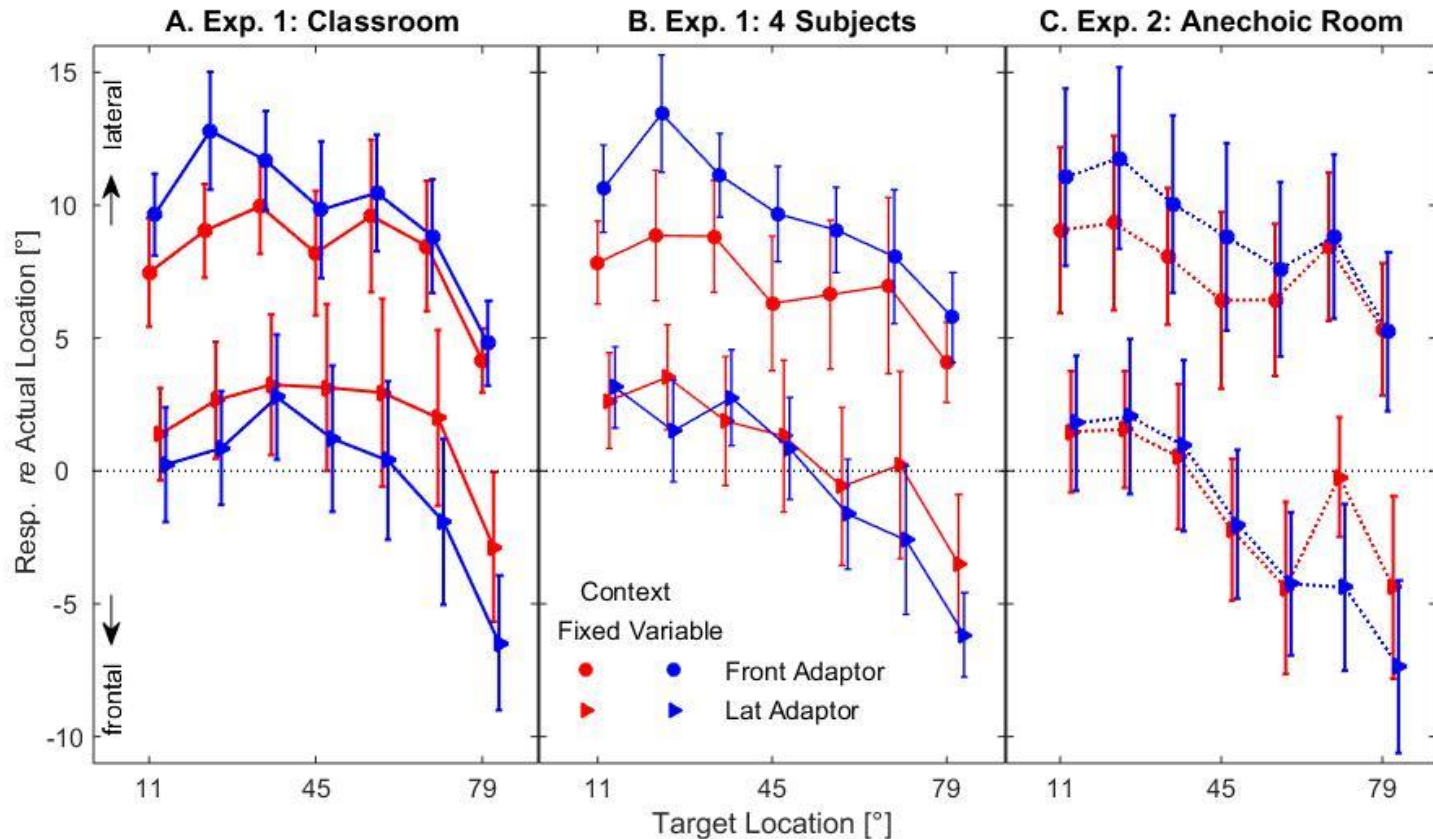 A. Exp. 1: Classroom
B. Exp. 1: 4 Subjects
C. Exp. 2: Anechoic Room
Resp. re Actual Location [°]
lateral
frontal
15
10
5
0
-5
-10
Context
Fixed Variable
Front Adaptor
Lat Adaptor
11 45 79
11 45 79
11 45 79
Target Location [°]